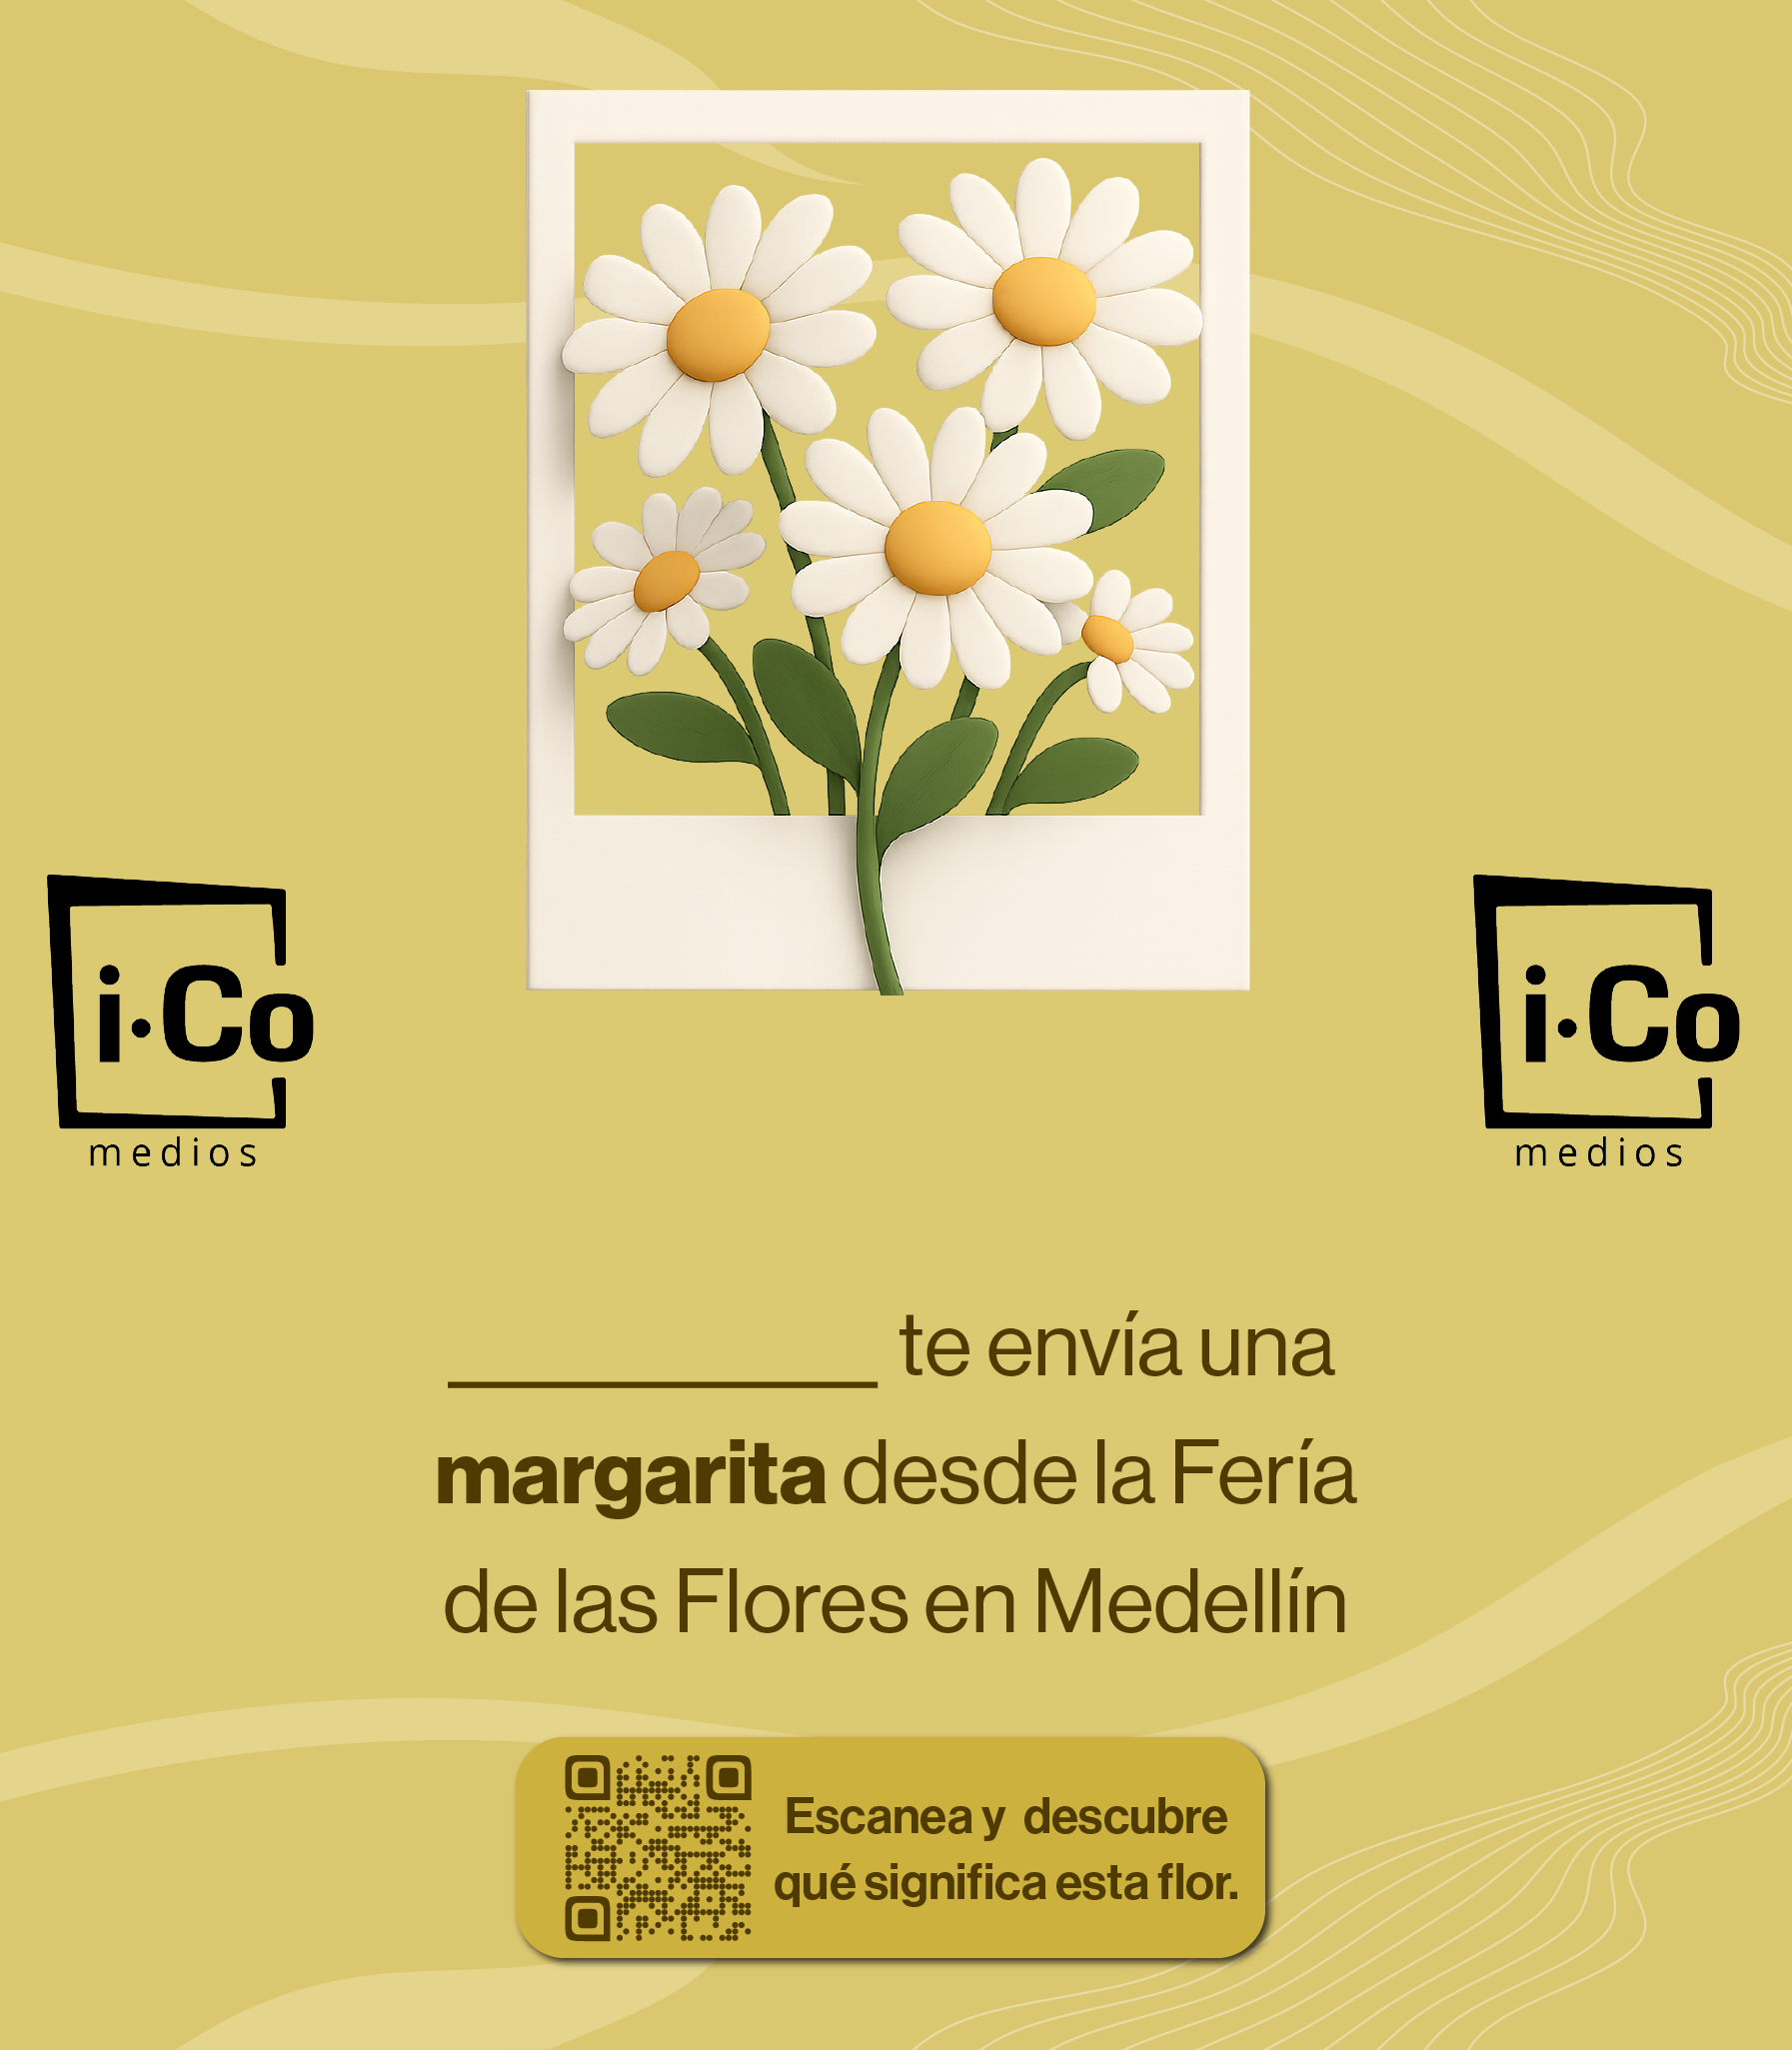 i.Co
medios
i.Co
medios
____________ te envía una
margarita desde la Fería
de las Flores en Medellín
Escanea y descubre
qué significa esta flor.